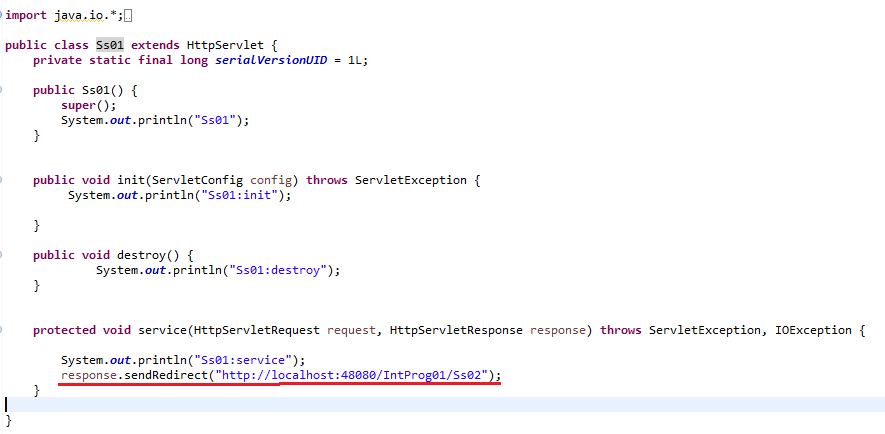 import java.io.*;
public class Ss01 extends HttpServlet {
private static final long serialVersionUID = 1L;
public Ss01() {
super();
System.out.println("Ss01");
}
public void init(ServletConfig config) throws ServletException {
System.out.println("Ss01:init");
}
public void destroy() {
System.out.println("Ss01:destroy");
}
protected void service(HttpServletRequest request, HttpServletResponse response) throws ServletException, IOException {
System.out.println("Ss01:service");
response.sendRedirect("http://localhost:48080/IntProg01/Ss02");
}
}